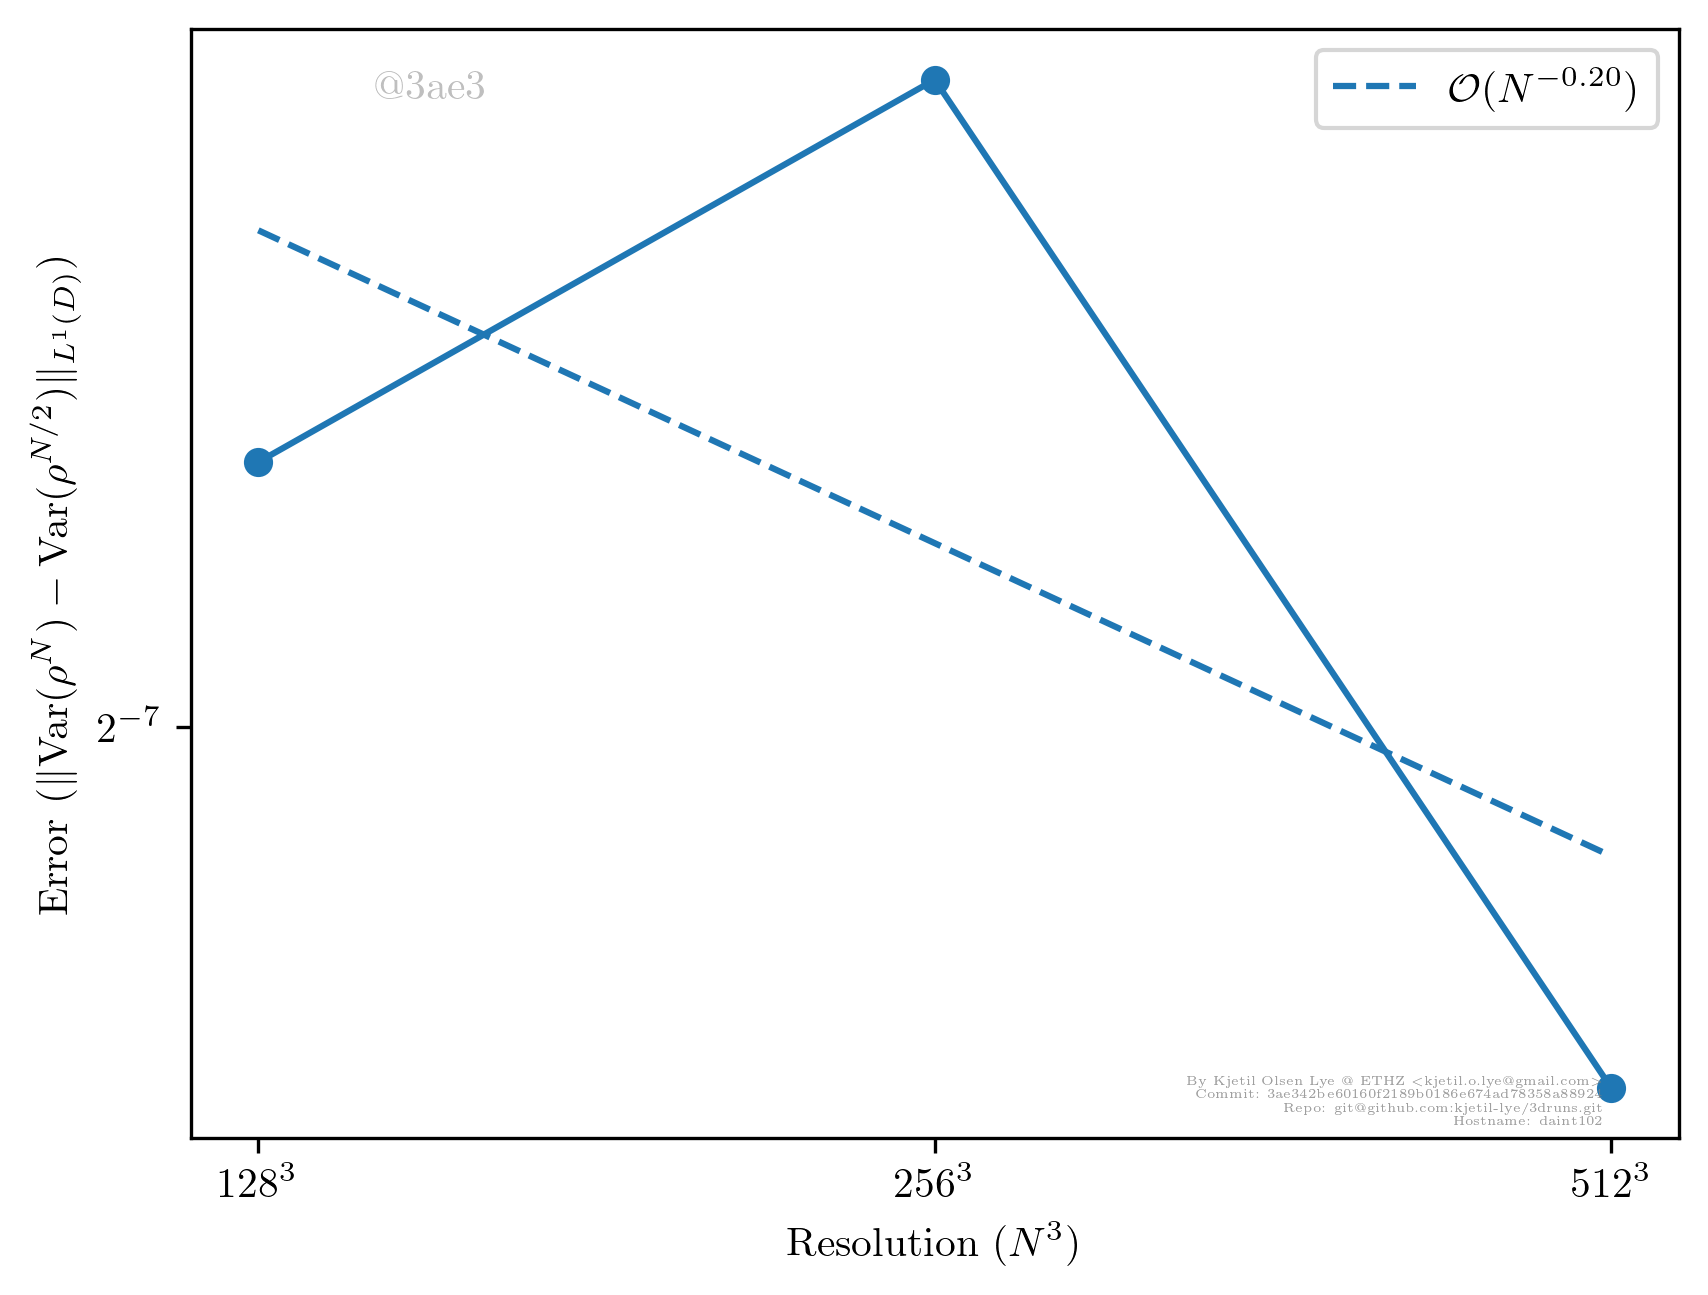 @3ae3
𝒪(N^{-0.20})
Error (||Var(ρ^N) − Var(ρ^{N/2})||_{L^1(D)})
2^{-7}
By Kjetil Olsen Lye @ ETHZ <kjetil.o.lye@gmail.com>
Commit: 3ae342be60160f2189b0186e674ad78358a88924
Repo: git@github.com:kjetil-lye/3druns.git
Hostname: daint102
128^3 256^3 512^3
Resolution (N^3)